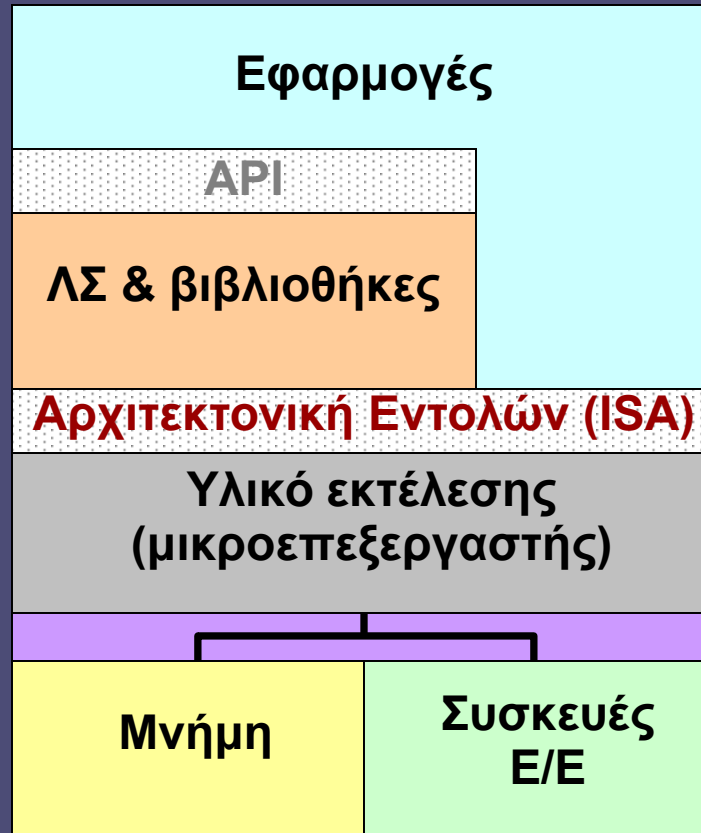 Εφαρμογές
API
ΛΣ & βιβλιοθήκες
Αρχιτεκτονική Εντολών (ISA)
Υλικό εκτέλεσης
(μικροεπεξεργαστής)
Μνήμη
Συσκευές
Ε/Ε